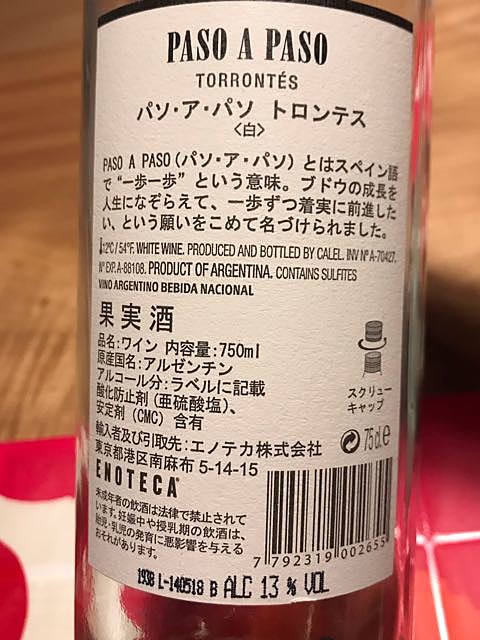 PASO A PASO
TORRONTÉS
パソ・ア・パソ トロンテス
〈白〉
PASO A PASO(パソ・ア・パソ)とはスペイン語
で“一歩一歩”という意味。ブドウの成長を
人生になぞらえて、一歩ずつ着実に前進した
い、という願いをこめて名づけられました。
12ºC / 54°F. WHITE WINE. PRODUCED AND BOTTLED BY CALEL. INV Nº A-70427.
Nº EXP. A-88108. PRODUCT OF ARGENTINA. CONTAINS SULFITES
VINO ARGENTINO BEBIDA NACIONAL
果実酒
品名:ワイン 内容量:750ml
原産国名:アルゼンチン
アルコール分:ラベルに記載
酸化防止剤(亜硫酸塩)、
安定剤(CMC)含有
スクリュー
キャップ
輸入者及び引取先:エノテカ株式会社
東京都港区南麻布 5-14-15
75cl.e
ENOTECA
未成年者の飲酒は法律で禁止されて
います。妊娠中や授乳期の飲酒は、
胎児・乳児の発育に悪影響を与える
おそれがあります。
7 792319 002655
1938 L-140518 B ALC 13 % VOL